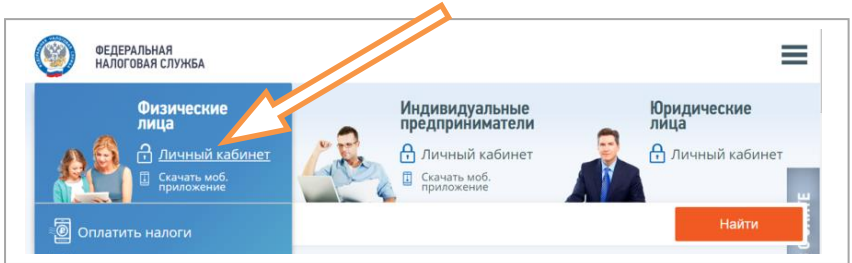 ФЕДЕРАЛЬНАЯ
НАЛОГОВАЯ СЛУЖБА
Физические
лица
Личный кабинет
Скачать моб.
приложение
Индивидуальные
предприниматели
Личный кабинет
Скачать моб.
приложение
Юридические
лица
Личный кабинет
Оплатить налоги
Найти